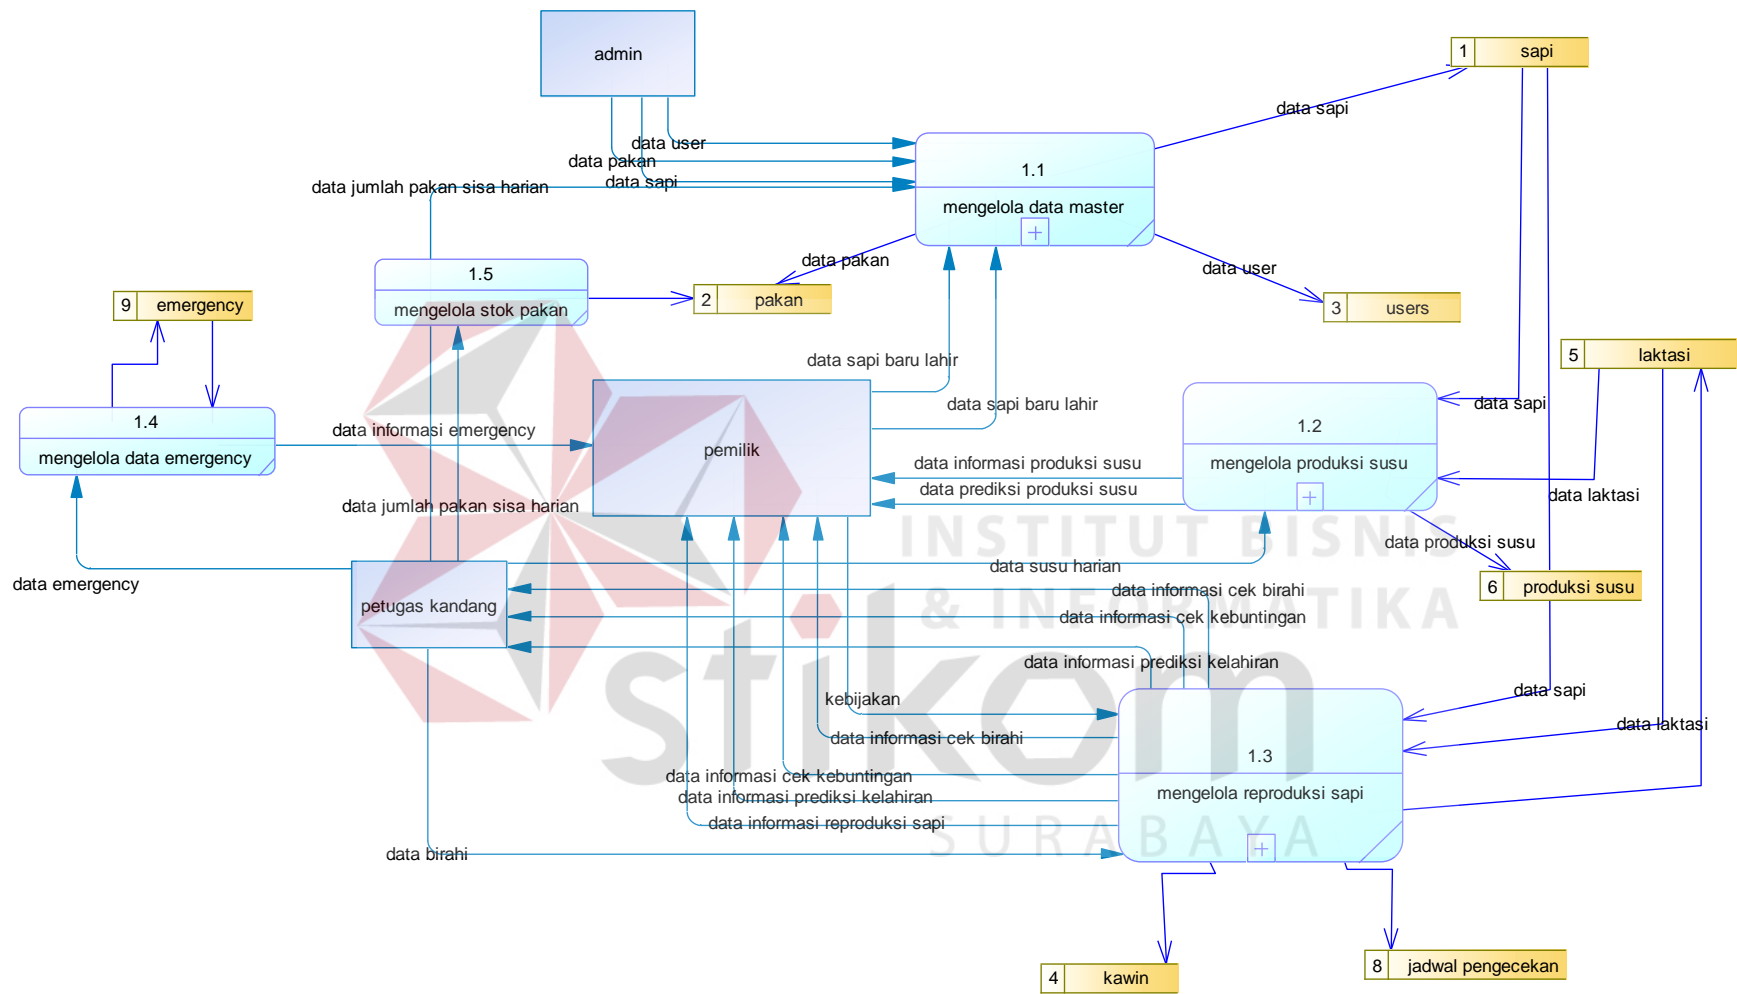 admin
1
sapi
data sapi
data user
data pakan
data sapi
data jumlah pakan sisa harian
1.1
mengelola data master
data pakan
data user
1.5
mengelola stok pakan
2
pakan
3
users
9
emergency
5
laktasi
data sapi baru lahir
data sapi baru lahir
data sapi
1.4
mengelola data emergency
data informasi emergency
pemilik
1.2
mengelola produksi susu
data informasi produksi susu
data prediksi produksi susu
data laktasi
data jumlah pakan sisa harian
INSTITUT BISNIS
& INFORMATIKA
stikom
SURABAYA
data produksi susu
data susu harian
data emergency
petugas kandang
6
produksi susu
data informasi cek birahi
data informasi cek kebuntingan
data informasi prediksi kelahiran
kebijakan
data sapi
data laktasi
data informasi cek birahi
1.3
mengelola reproduksi sapi
data informasi cek kebuntingan
data informasi prediksi kelahiran
data informasi reproduksi sapi
data birahi
4
kawin
8
jadwal pengecekan